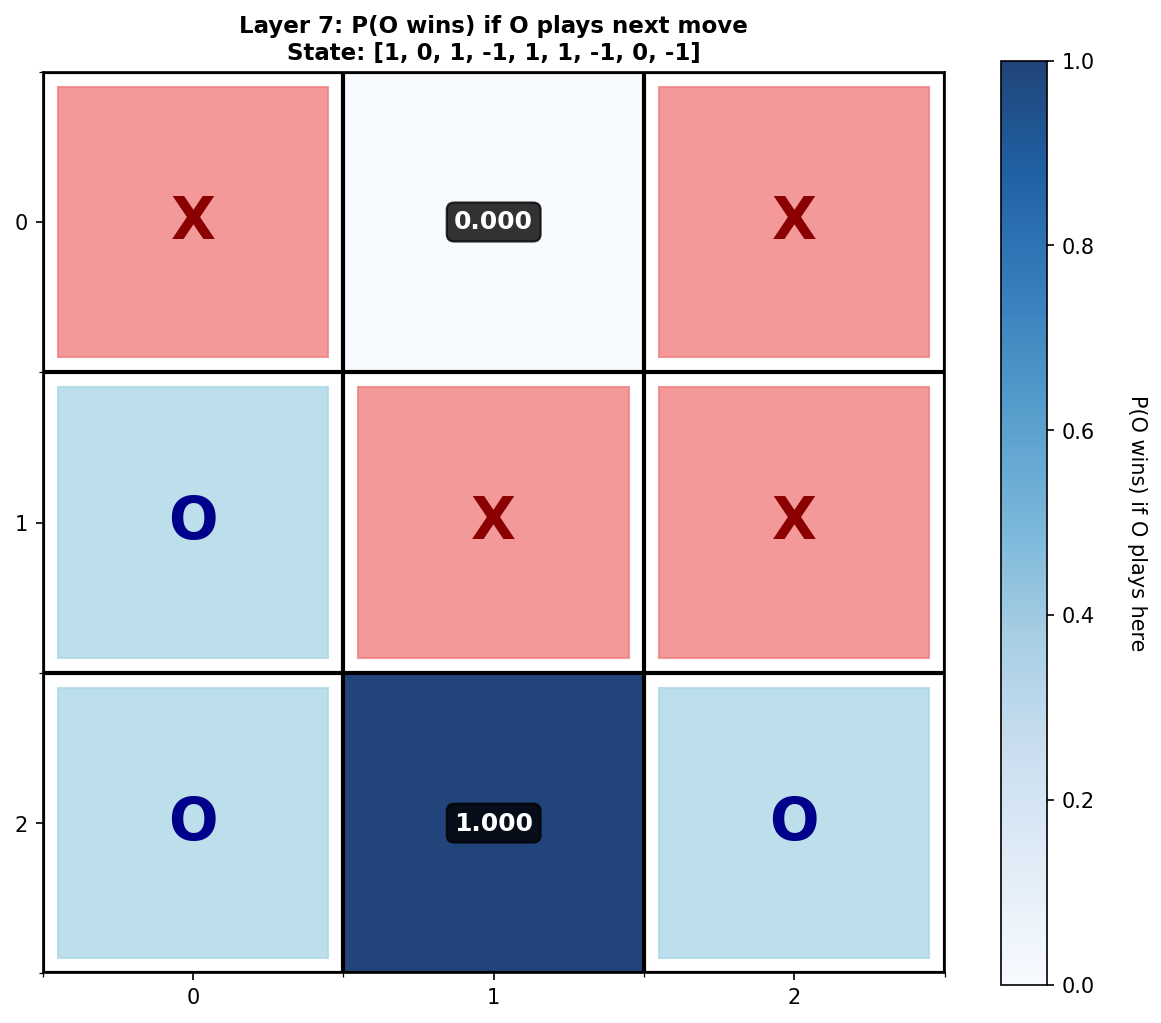 Layer 7: P(O wins) if O plays next move
State: [1, 0, 1, -1, 1, 1, -1, 0, -1]
X
0.000
X
O
X
X
O
1.000
O
0
1
2
0
1
2
1.0
0.8
0.6
0.4
0.2
0.0
P(O wins) if O plays here